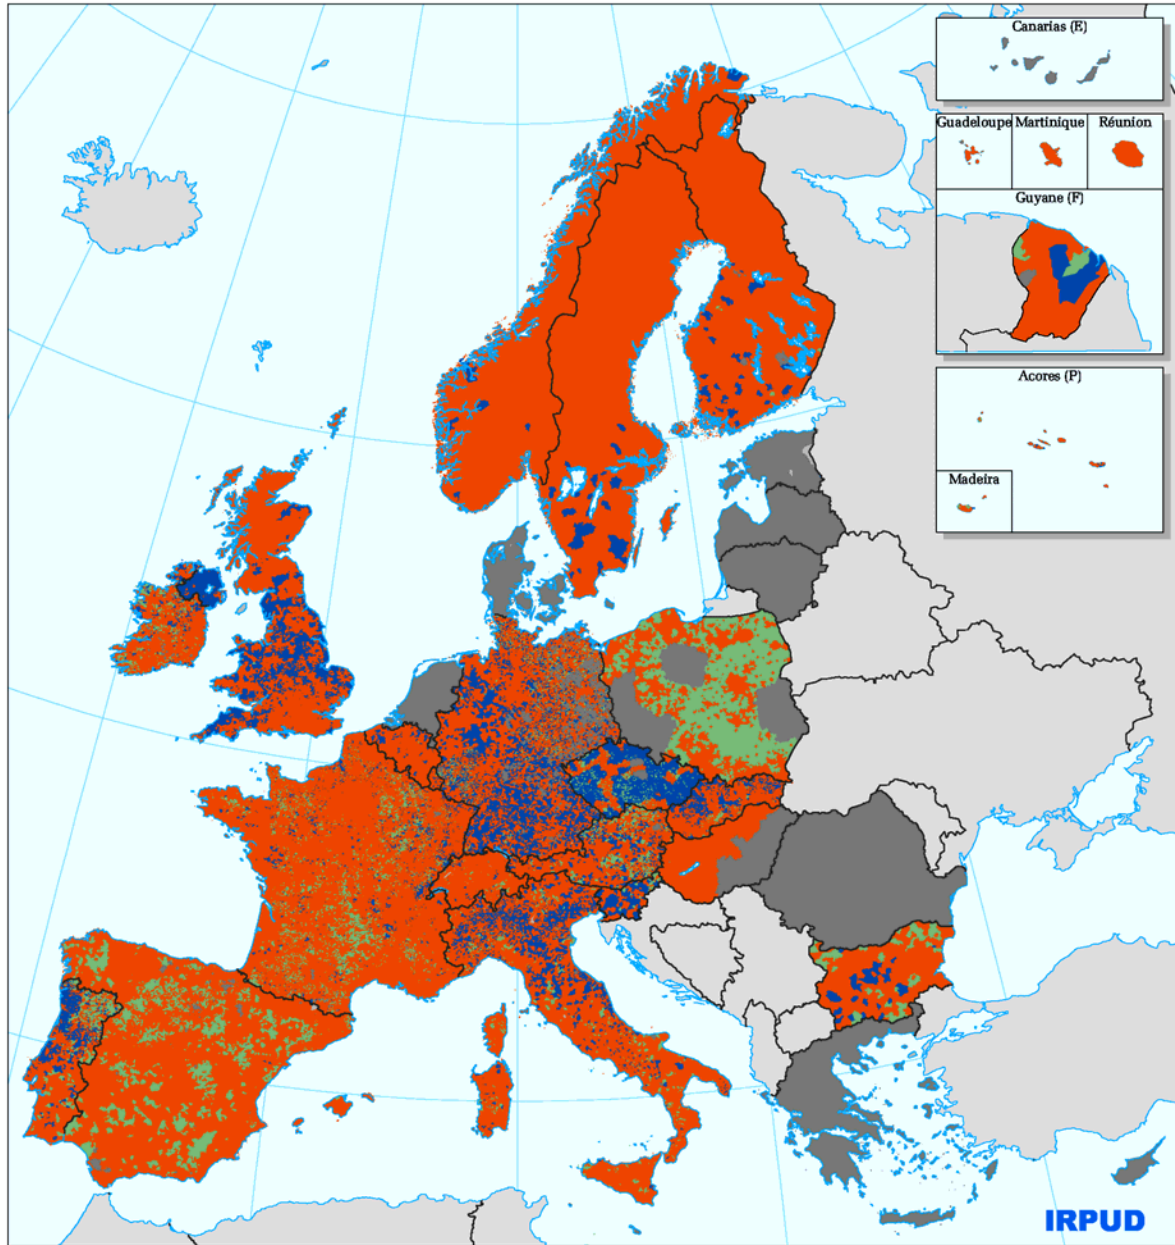 Canarias (E)
Guadeloupe
Martinique
Réunion
Guyane (F)
Acores (P)
Madeira
IRPUD